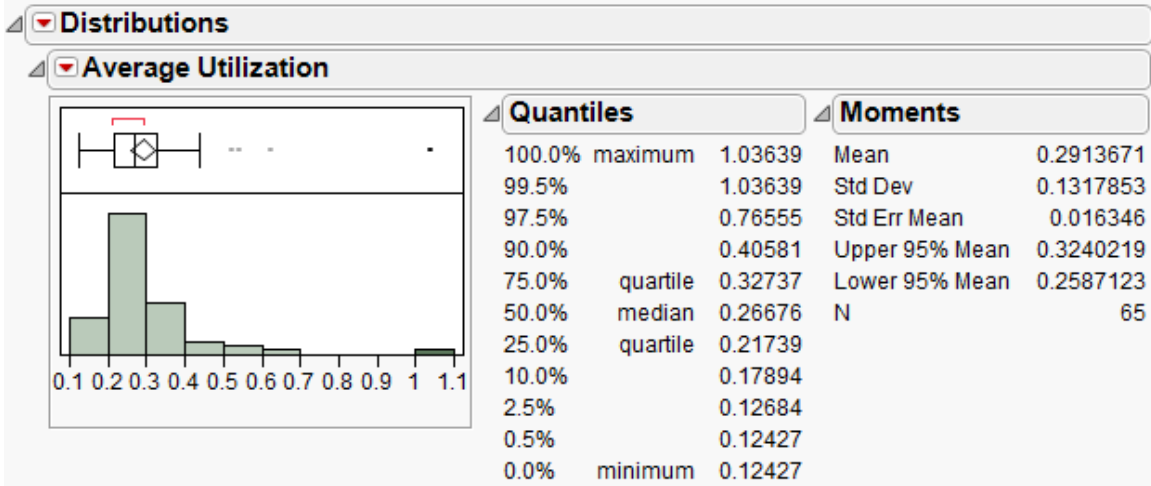 Distributions
Average Utilization
Quantiles
100.0% maximum 1.03639
99.5% 1.03639
97.5% 0.76555
90.0% 0.40581
75.0% quartile 0.32737
50.0% median 0.26676
25.0% quartile 0.21739
10.0% 0.17894
2.5% 0.12684
0.5% 0.12427
0.0% minimum 0.12427
Moments
Mean 0.2913671
Std Dev 0.1317853
Std Err Mean 0.016346
Upper 95% Mean 0.3240219
Lower 95% Mean 0.2587123
N 65
0.1 0.2 0.3 0.4 0.5 0.6 0.7 0.8 0.9 1 1.1